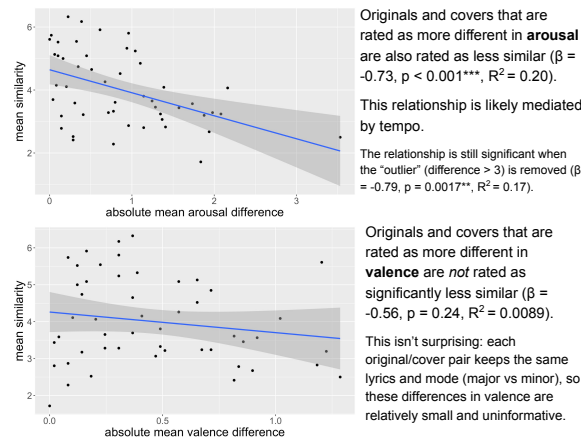 6
4
2
mean similarity
0
1
2
3
absolute mean arousal difference
Originals and covers that are
rated as more different in arousal
are also rated as less similar (β =
-0.73, p < 0.001***, R² = 0.20).
This relationship is likely mediated
by tempo.
The relationship is still significant when
the “outlier” (difference > 3) is removed (β
= -0.79, p = 0.0017**, R² = 0.17).
6
5
4
3
2
mean similarity
0.0
0.5
1.0
absolute mean valence difference
Originals and covers that are
rated as more different in
valence are not rated as
significantly less similar (β =
-0.56, p = 0.24, R² = 0.0089).
This isn’t surprising: each
original/cover pair keeps the same
lyrics and mode (major vs minor), so
these differences in valence are
relatively small and uninformative.